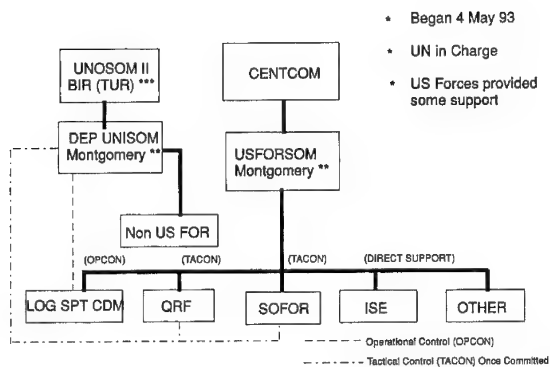 * Began 4 May 93
* UN in Charge
* US Forces provided
some support
UNOSOM II
BIR (TUR) ***
CENTCOM
DEP UNISOM
Montgomery **
USFORSOM
Montgomery **
Non US FOR
(OPCON) (TACON) (TACON) (DIRECT SUPPORT)
LOG SPT CDM QRF SOFOR ISE OTHER
Operational Control (OPCON)
Tactical Control (TACON) Once Committed